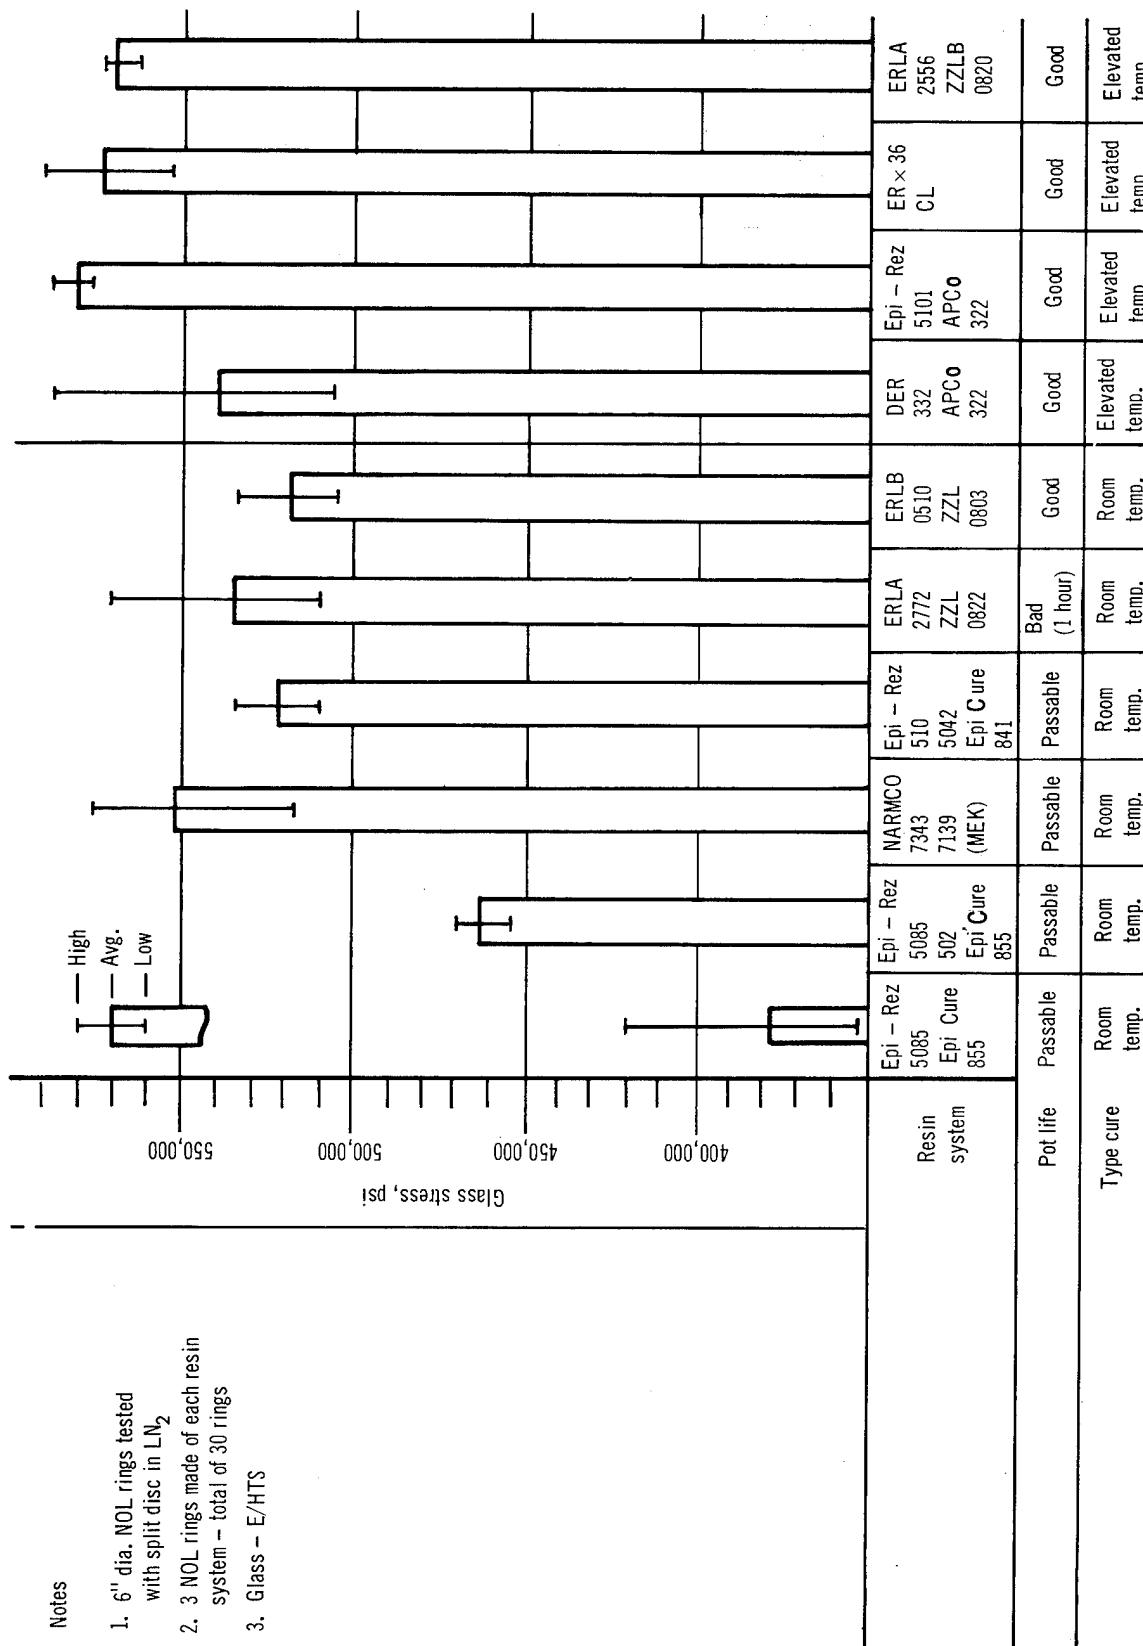 Notes
1. 6" dia. NOL rings tested
with split disc in LN2
2. 3 NOL rings made of each resin
system – total of 30 rings
3. Glass – E/HTS
Glass stress, psi
550,000
500,000
450,000
400,000
High
Avg.
Low
Resin
system
Epi – Rez
5085
Epi Cure
855
Epi – Rez
5085
502
Epi Cure
855
NARMCO
7343
7139
(MEK)
Epi – Rez
510
5042
Epi Cure
841
ERLA
2772
ZZL
0822
ERLB
0510
ZZL
0803
DER
332
APCo
322
Epi – Rez
5101
APCo
322
ER×36
CL
ERLA
2556
ZZLB
0820
Pot life
Passable
Passable
Passable
Passable
Bad
(1 hour)
Good
Good
Good
Good
Good
Type cure
Room
temp.
Room
temp.
Room
temp.
Room
temp.
Room
temp.
Room
temp.
Elevated
temp.
Elevated
temp.
Elevated
temp.
Elevated
temp.